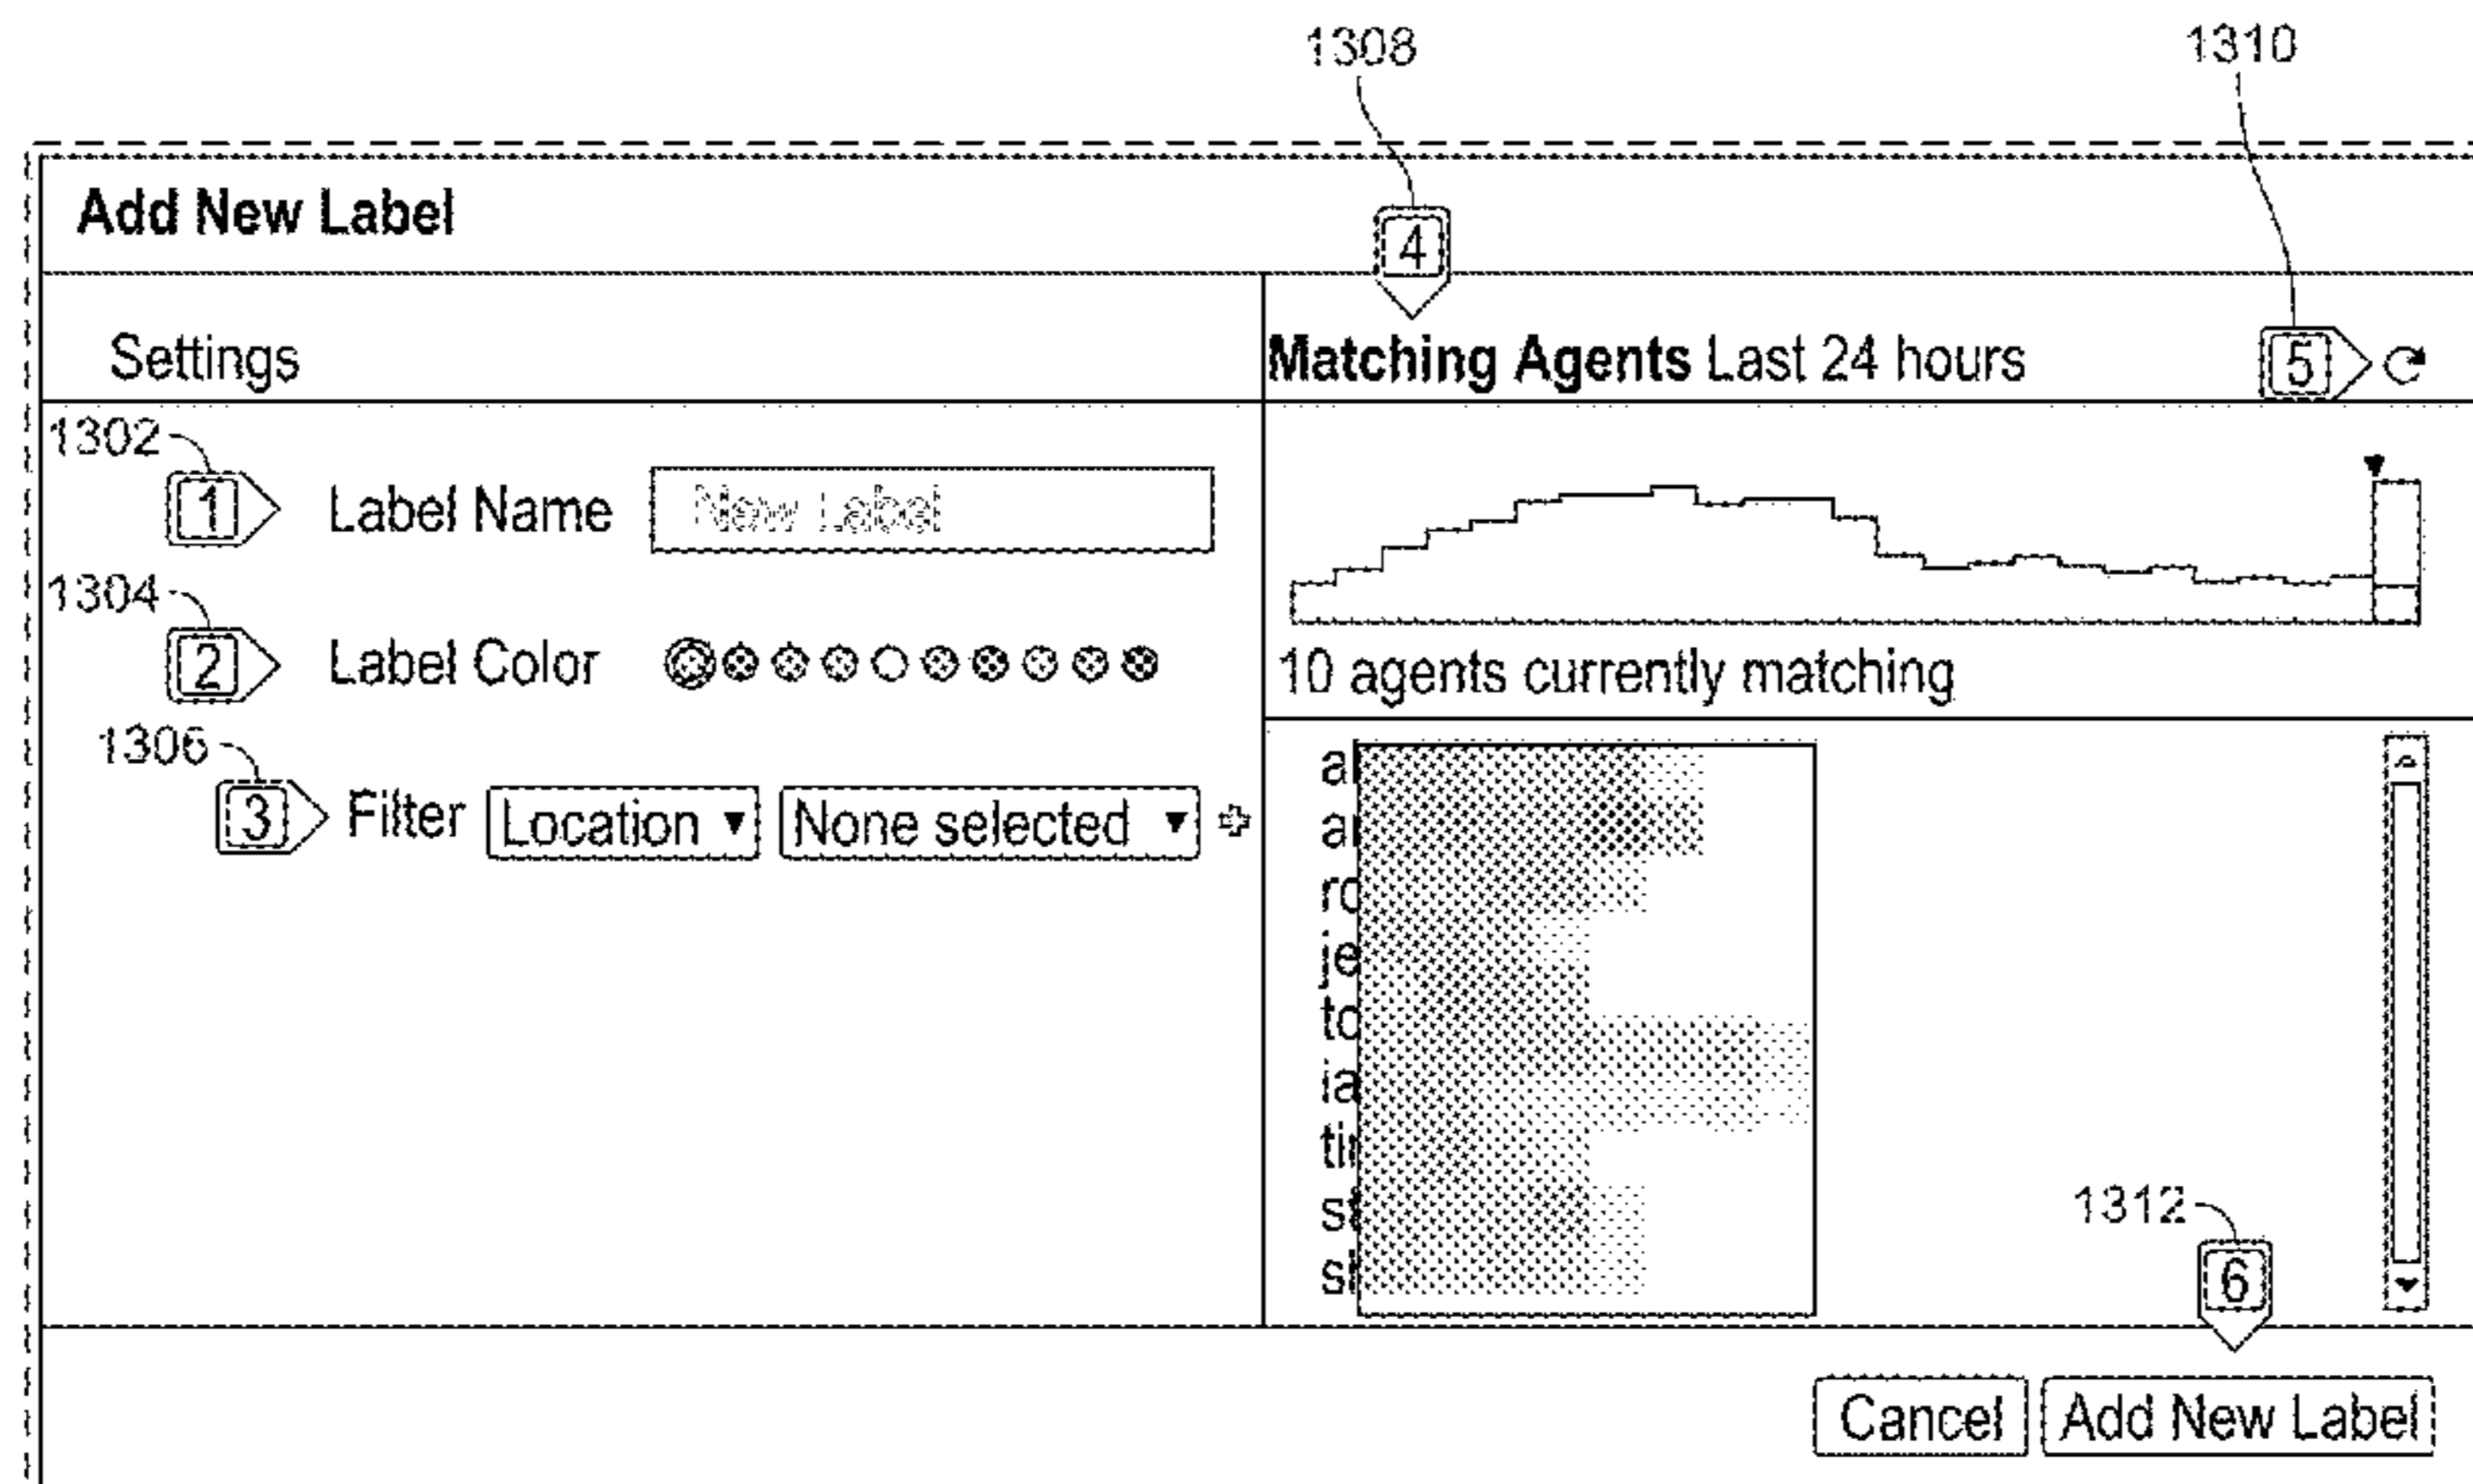 1308
1310
Add New Label
4
Settings
Matching Agents Last 24 hours
5
1302
1
Label Name
New Label
1304
2
Label Color
10 agents currently matching
1306
3
Filter
Location
None selected
1312
6
Cancel
Add New Label